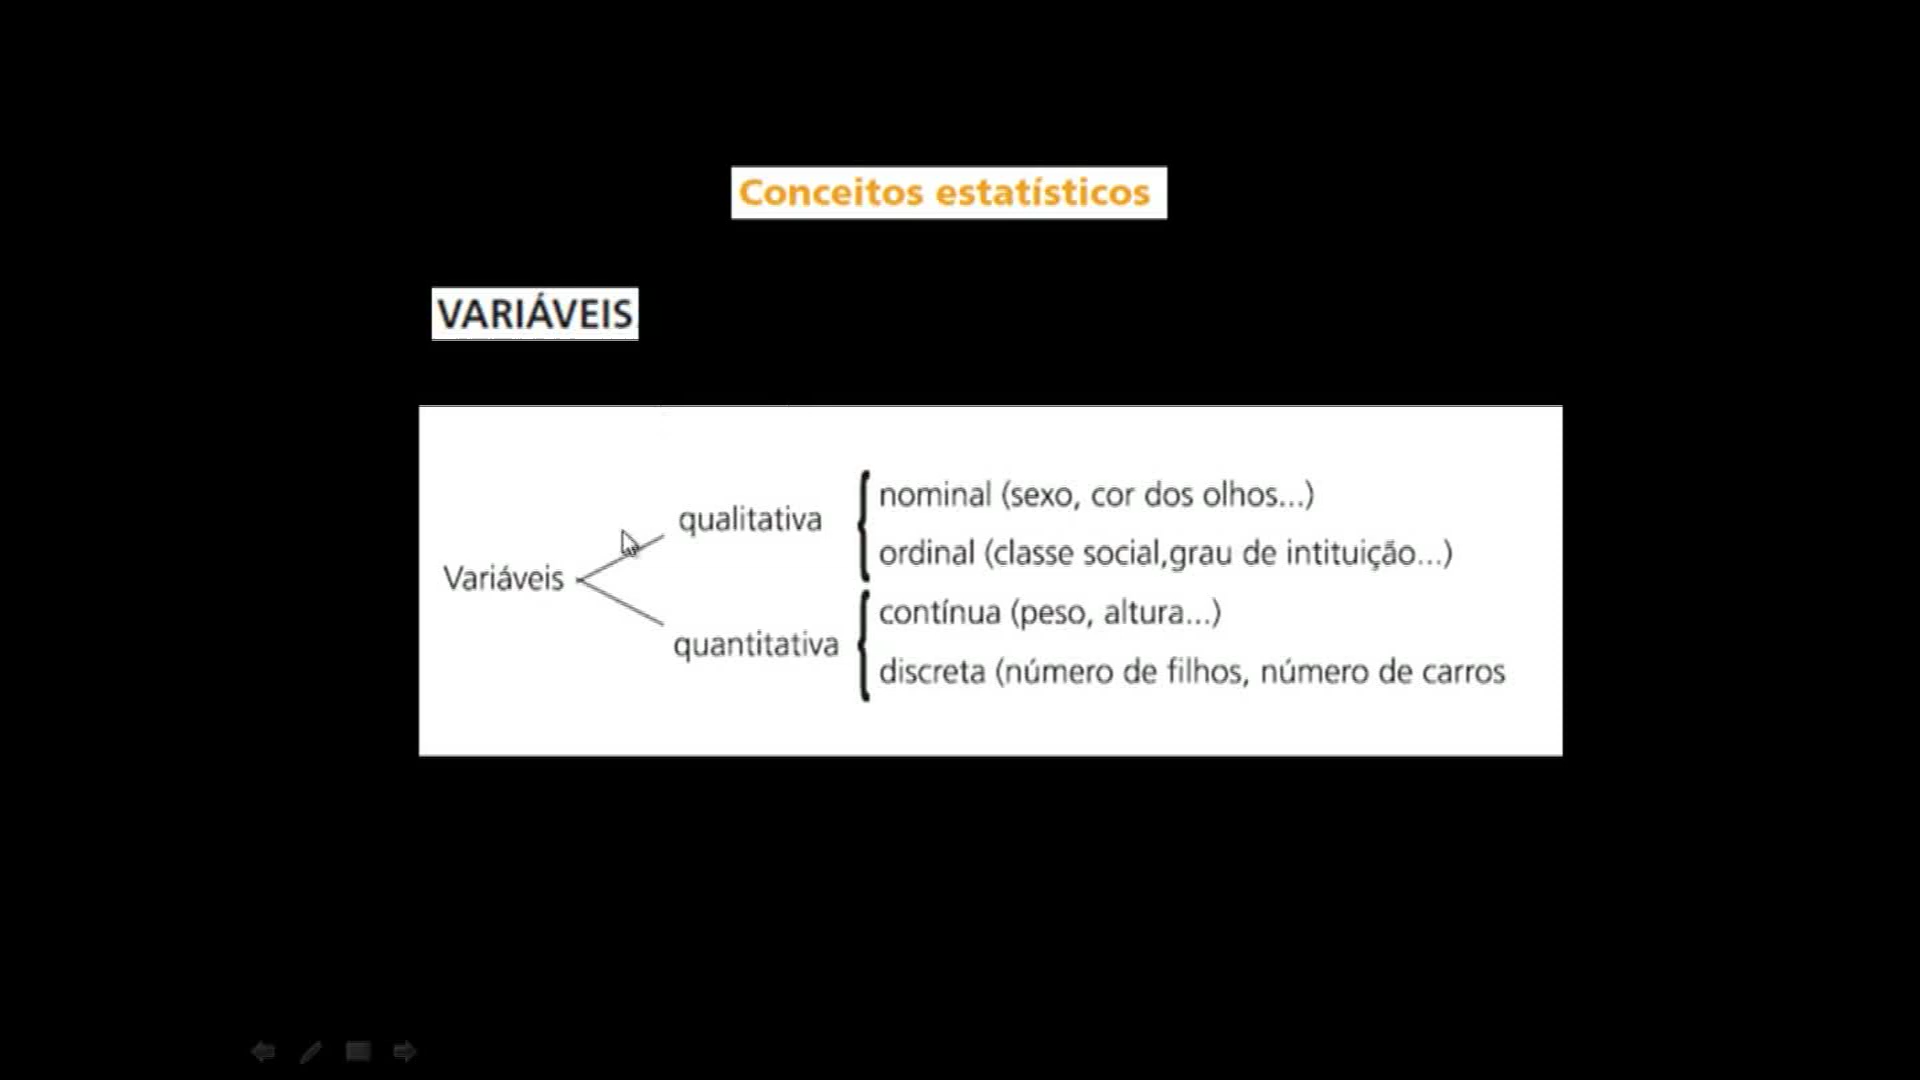 Conceitos estatísticos
VARIÁVEIS
nominal (sexo, cor dos olhos...)
qualitativa
ordinal (classe social,grau de intituição...)
Variáveis
contínua (peso, altura...)
quantitativa
discreta (número de filhos, número de carros